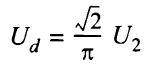 U_d = \frac{\sqrt{2}}{\pi} U_2